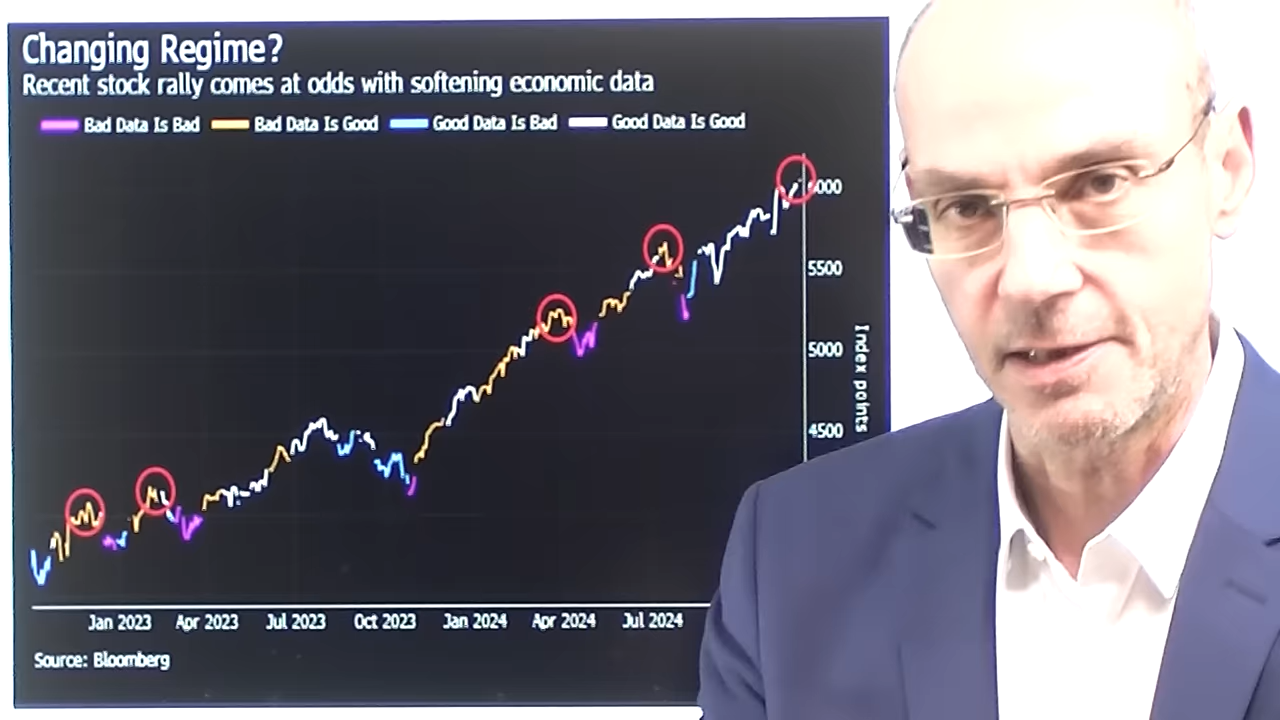 Changing Regime?
Recent stock rally comes at odds with softening economic data
Bad Data Is Bad Bad Data Is Good Good Data Is Bad Good Data Is Good
6000
5500
5000
4500
Index points
Jan 2023 Apr 2023 Jul 2023 Oct 2023 Jan 2024 Apr 2024 Jul 2024
Source: Bloomberg